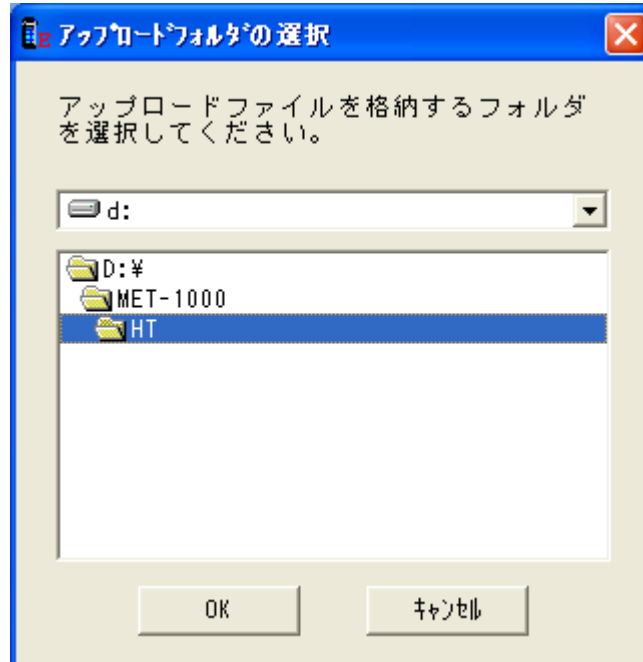 ｱｯﾌﾟﾛｰﾄﾞﾌｫﾙﾀﾞの選択
アップロードファイルを格納するフォルダ
を選択してください。
d:
D:¥
MET-1000
HT
OK
ｷｬﾝｾﾙ